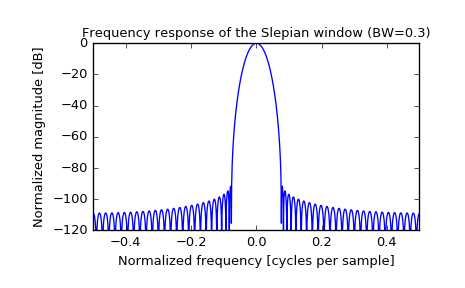 Frequency response of the Slepian window (BW=0.3)
Normalized magnitude [dB]
0
−20
−40
−60
−80
−100
−120
−0.4 −0.2 0.0 0.2 0.4
Normalized frequency [cycles per sample]